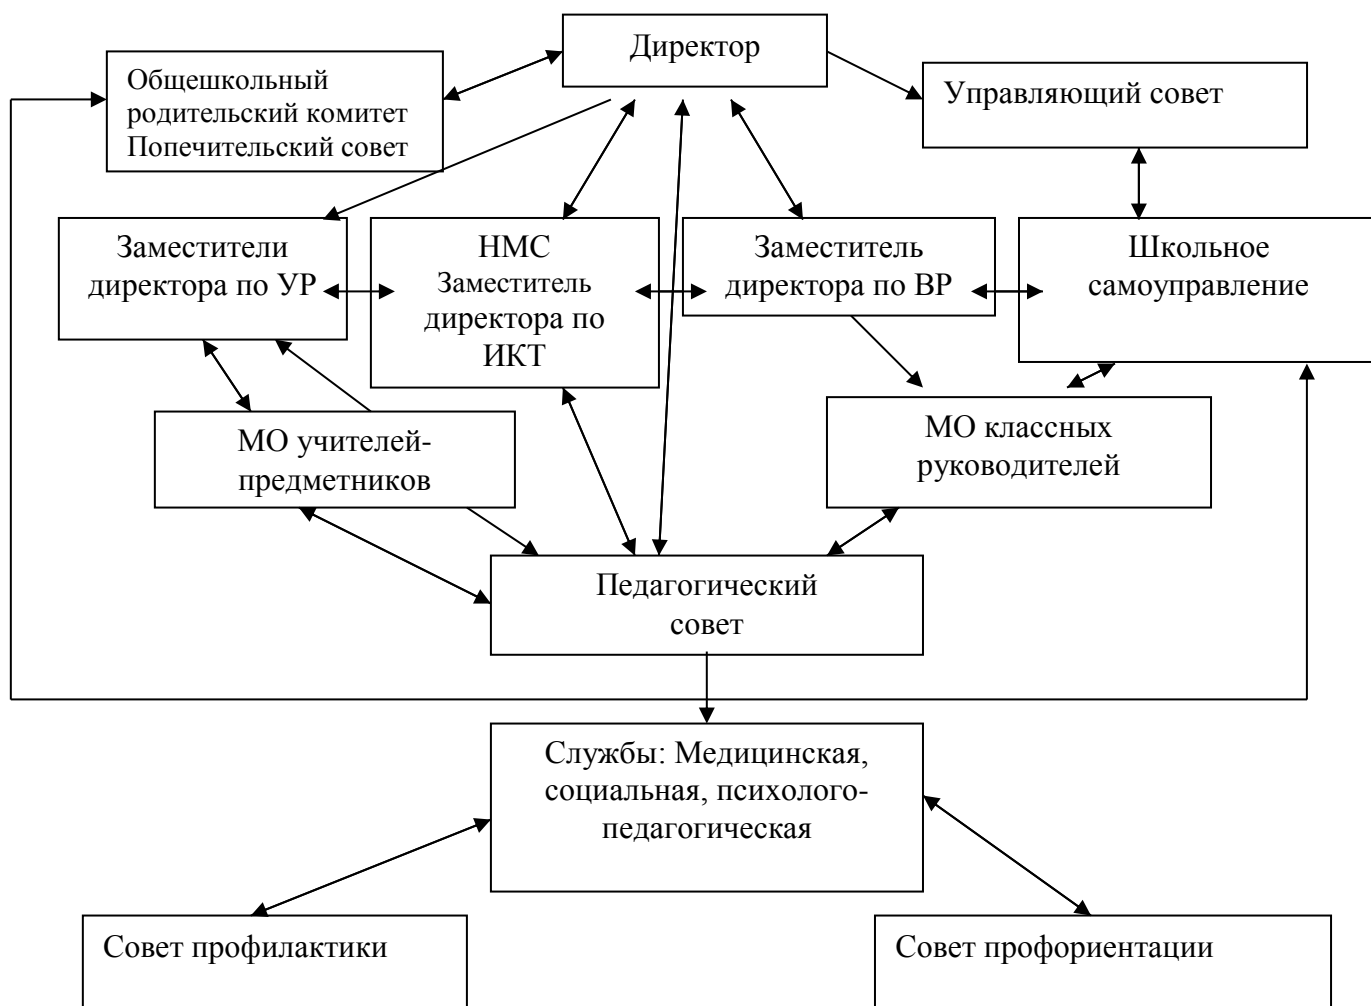 Директор
Общешкольный
родительский комитет
Попечительский совет
Управляющий совет
Заместители
директора по УР
НМС
Заместитель
директора по
ИКТ
Заместитель
директора по ВР
Школьное
самоуправление
МО учителей-
предметников
МО классных
руководителей
Педагогический
совет
Службы: Медицинская,
социальная, психолого-
педагогическая
Совет профилактики
Совет профориентации